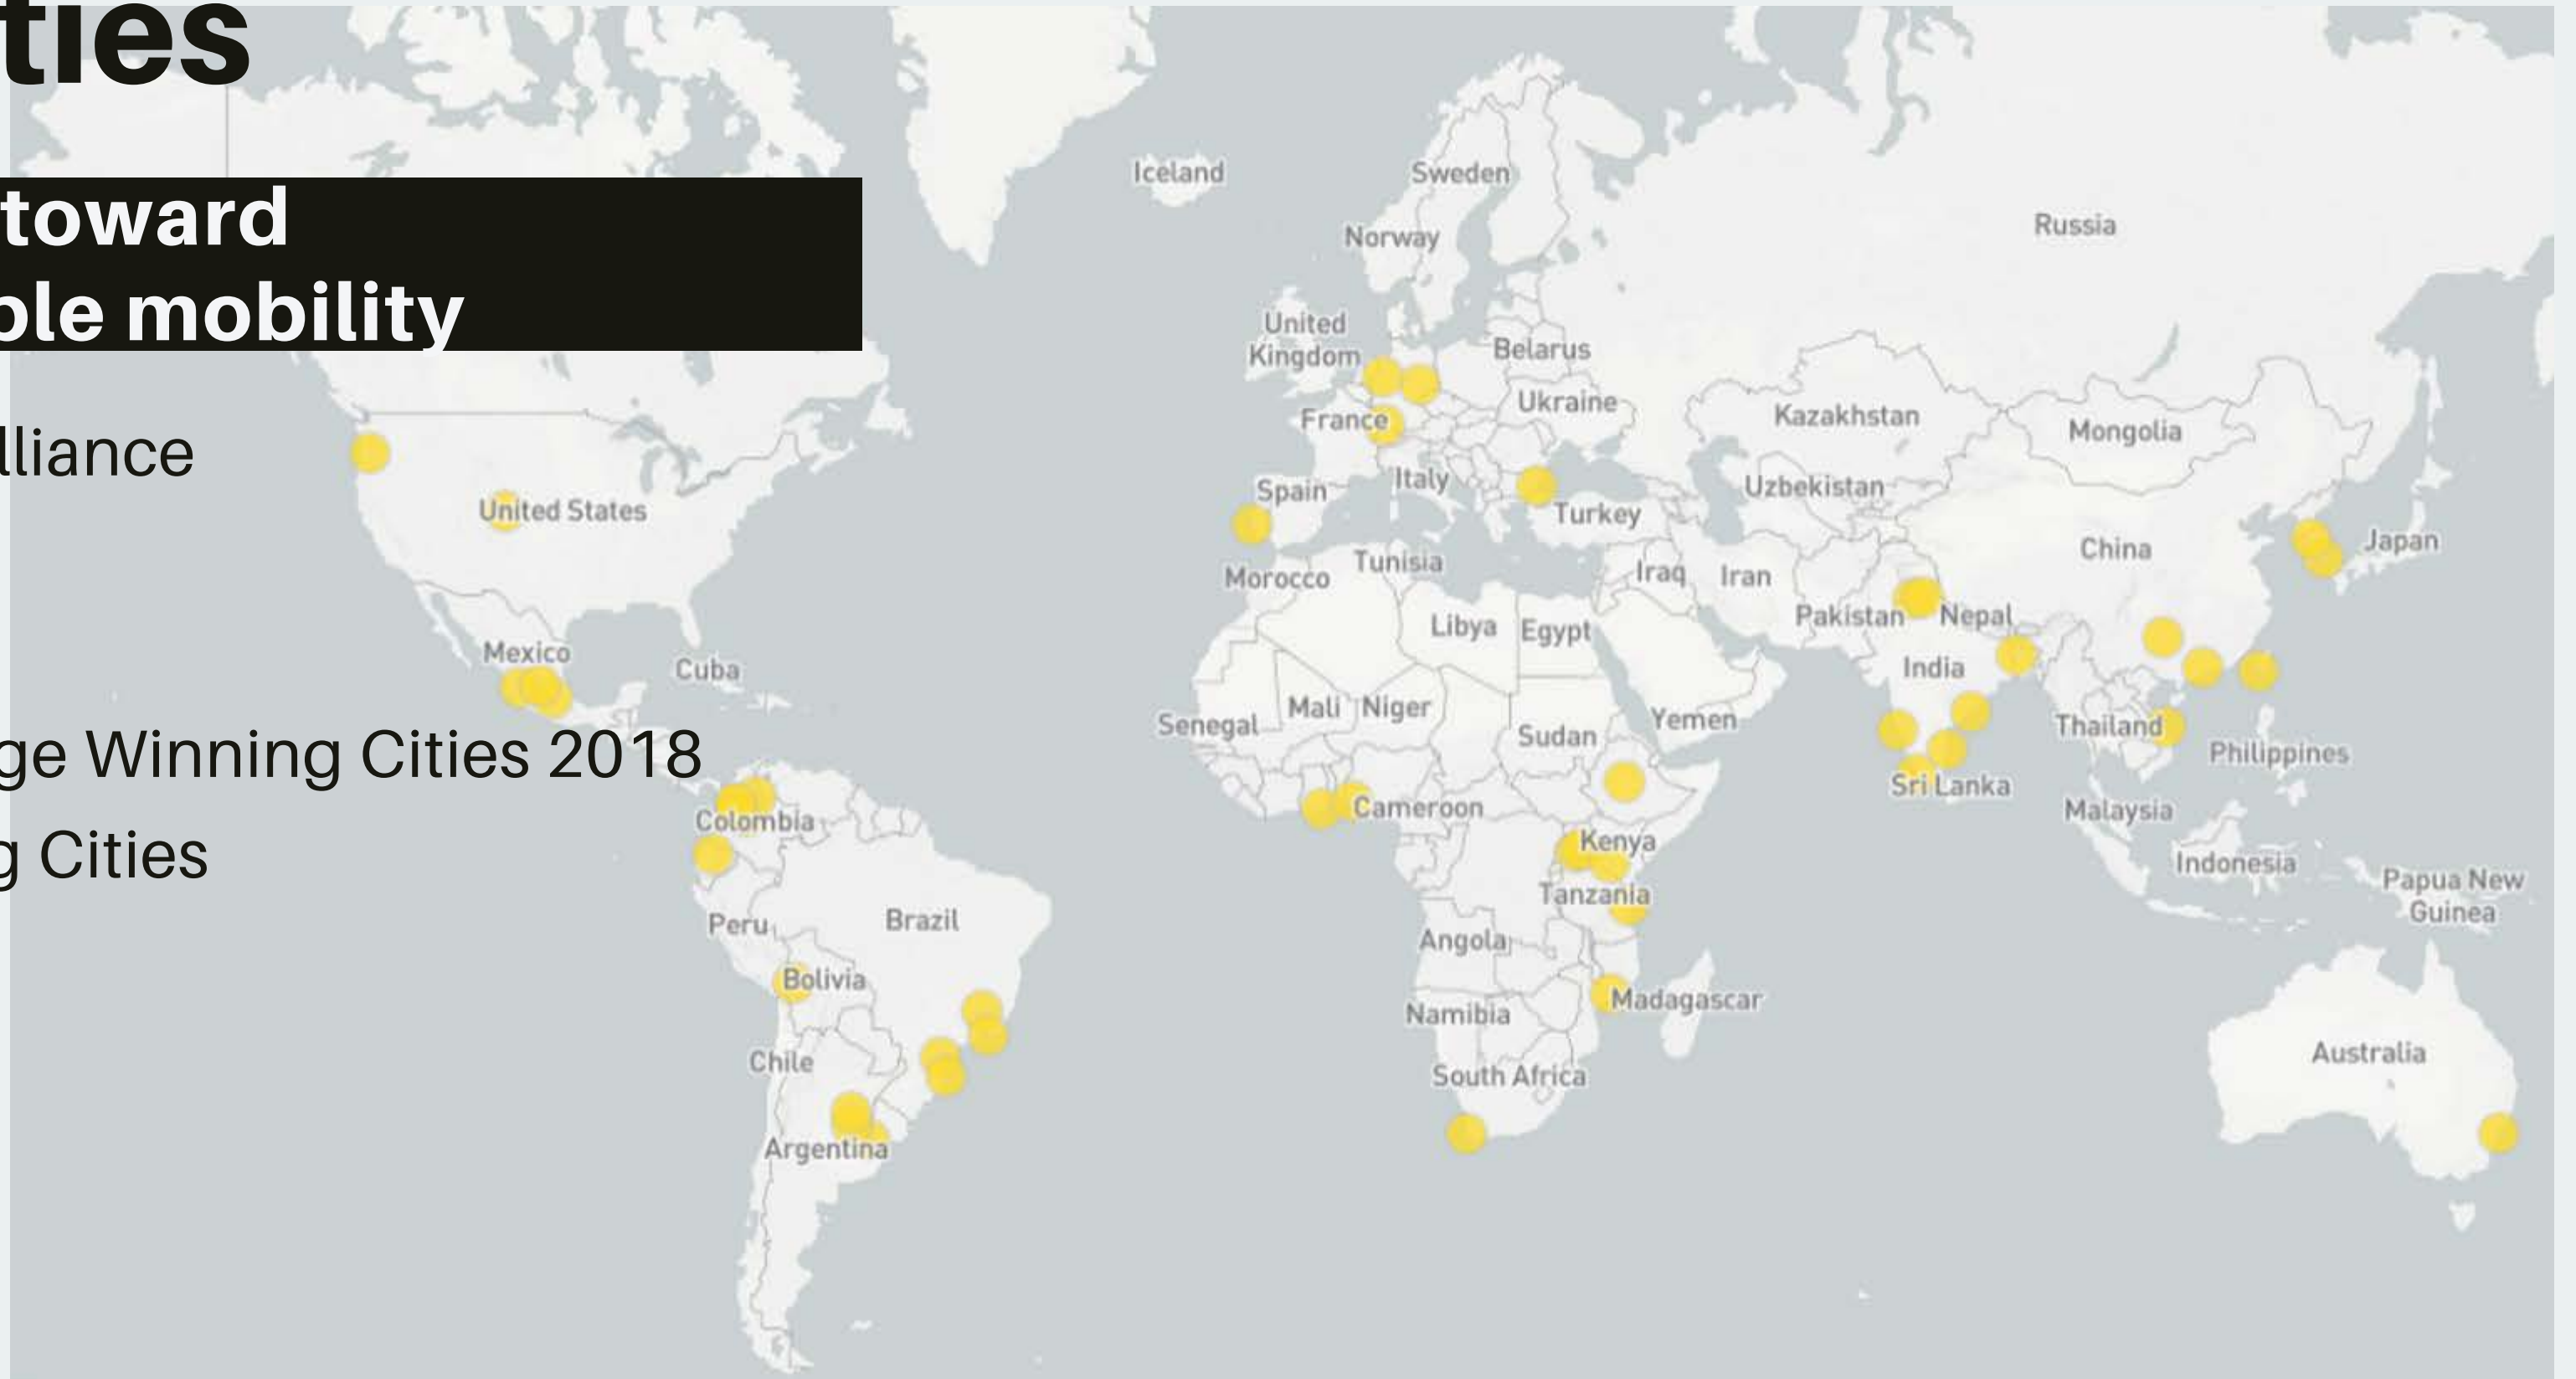 ties
toward
ble mobility
lliance
ge Winning Cities 2018
g Cities
Iceland
Sweden
Norway
Russia
United
Kingdom
Belarus
Ukraine
France
Kazakhstan
Mongolia
Italy
Spain
Uzbekistan
Turkey
United States
China
Japan
Tunisia
Morocco
Iraq
Iran
Pakistan
Nepal
Libya
Egypt
Mexico
Cuba
India
Mali
Niger
Senegal
Sudan
Yemen
Thailand
Philippines
Sri Lanka
Cameroon
Colombia
Malaysia
Kenya
Indonesia
Tanzania
Papua New
Guinea
Peru
Brazil
Angola
Bolivia
Madagascar
Namibia
Chile
South Africa
Australia
Argentina